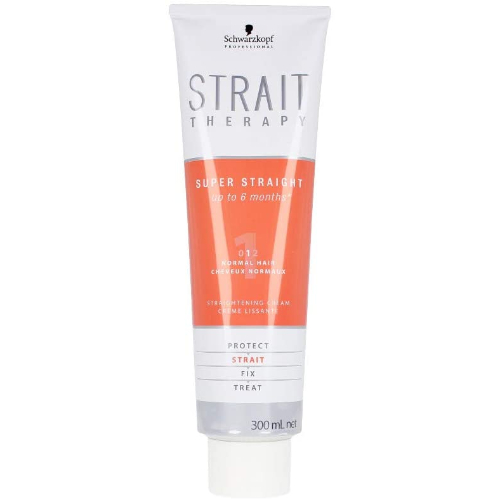 Schwarzkopf
PROFESSIONAL
STRAIT
THERAPY
SUPER STRAIGHT
up to 6 months*
1
012
NORMAL HAIR
CHEVEUX NORMAUX
STRAIGHTENING CREAM
CRÈME LISSANTE
PROTECT
STRAIT
FIX
TREAT
300 mL net